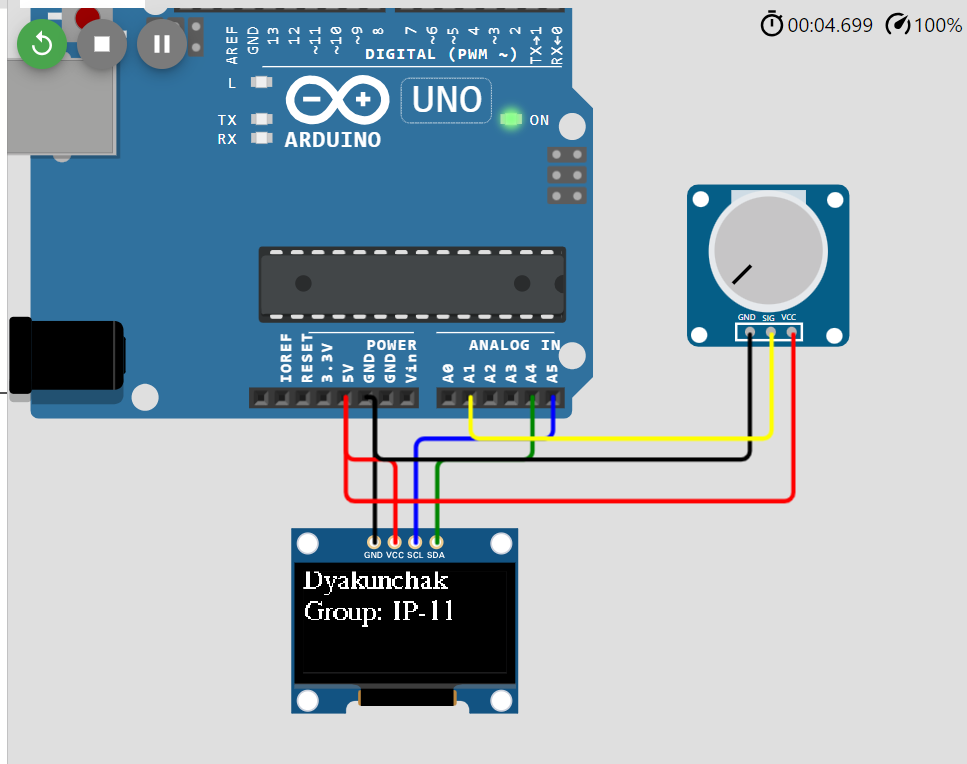 00:04.699 100%
AREF GND 13 12 ~11 ~10 ~9 8 7 ~6 ~5 4 ~3 2 TX→1 RX←0
DIGITAL (PWM ~)
L
TX
RX
UNO
ON
ARDUINO
IOREF RESET 3.3V 5V GND GND Vin
POWER
ANALOG IN
A0 A1 A2 A3 A4 A5
GND SIG VCC
GND VCC SCL SDA
Dyakunchak
Group: IP-11